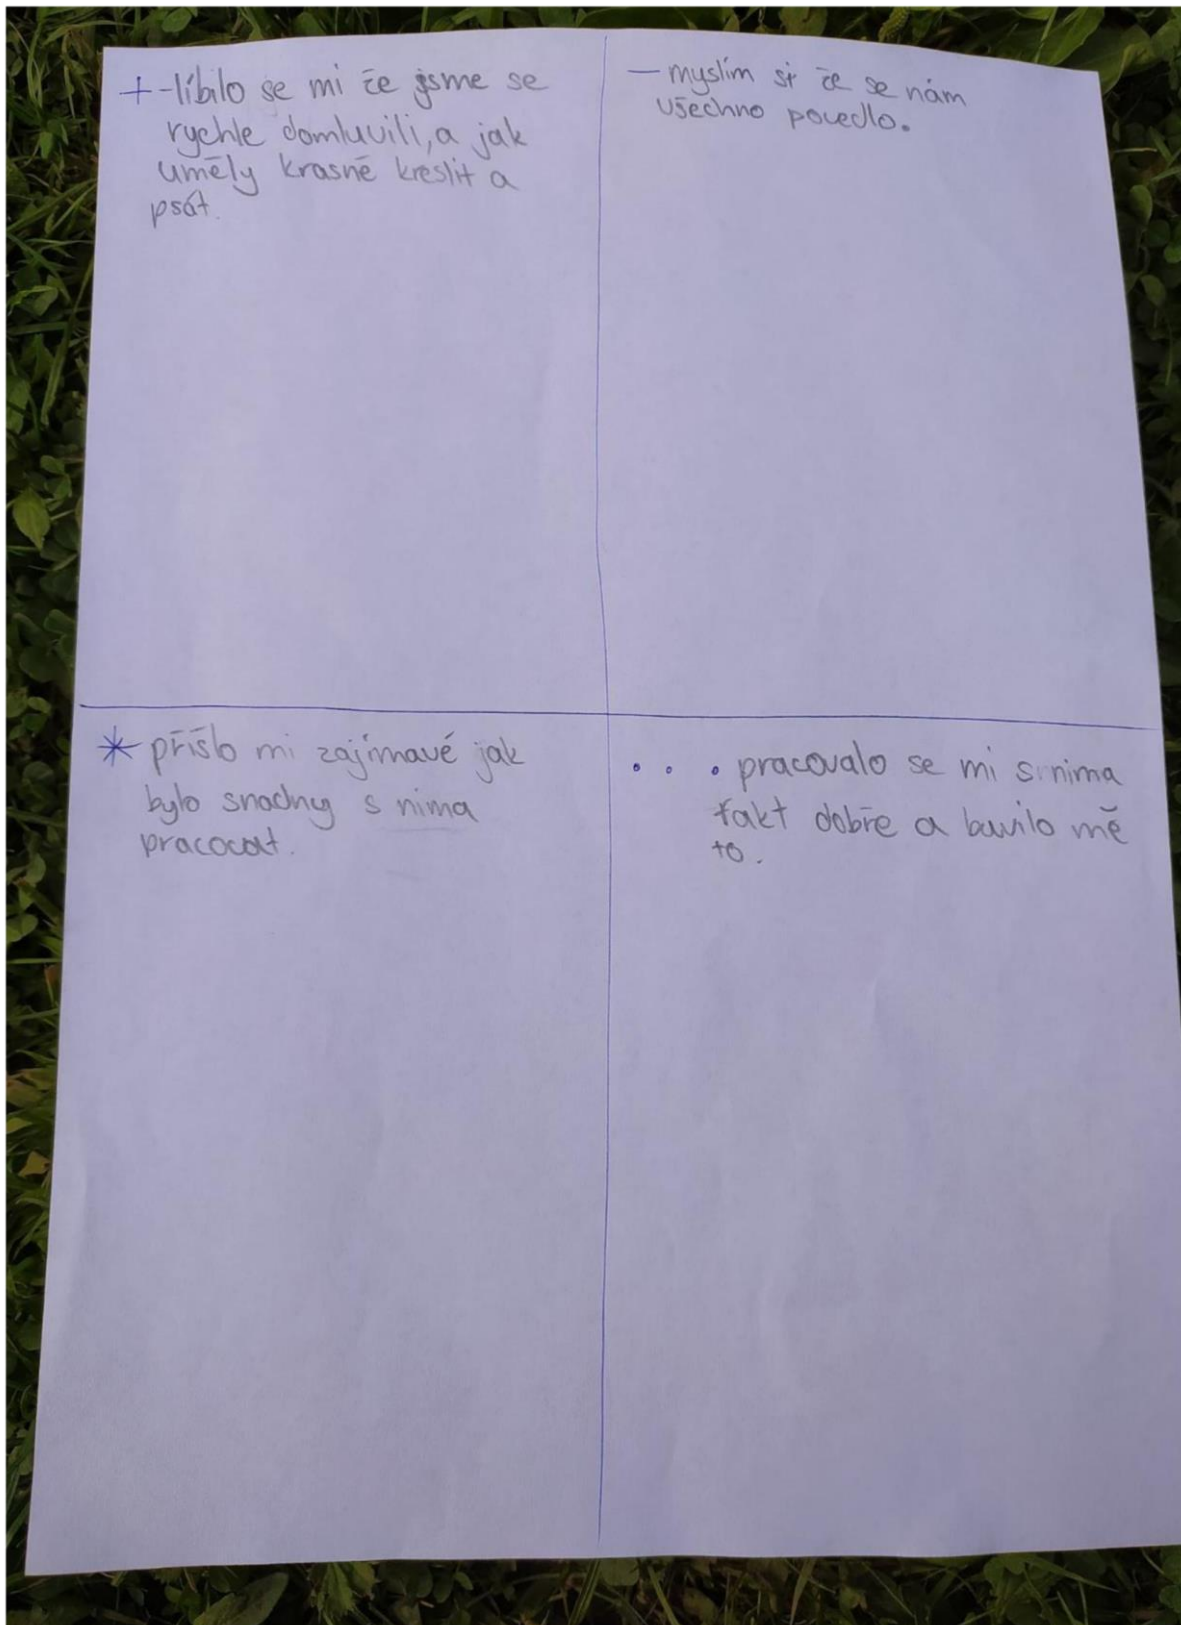 + -líbilo se mi že jsme se
rychle domluvili, a jak
uměly krasně kreslit a
psát.
— myslím si že se nám
všechno povedlo.
* přišlo mi zajímavé jak
bylo snadny s nima
pracovat.
. . . pracovalo se mi s nima
fakt dobře a bavilo mě
to.